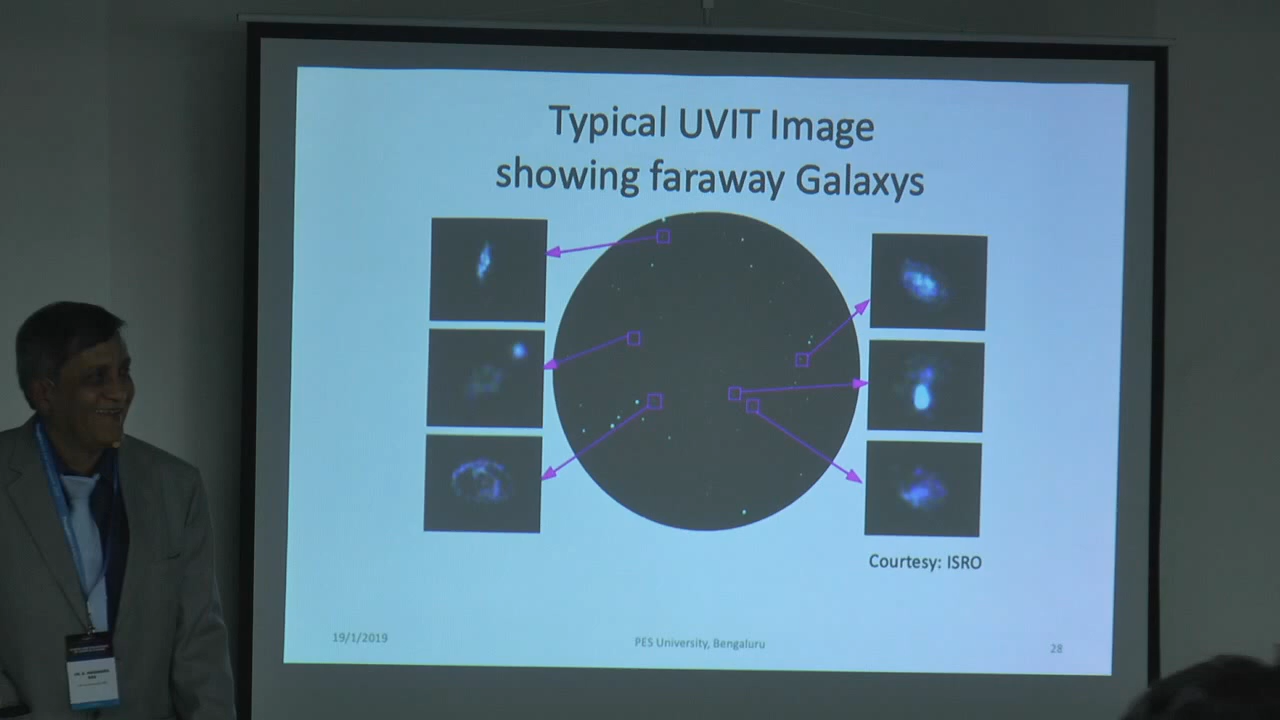 Typical UVIT Image
showing faraway Galaxys
Courtesy: ISRO
19/1/2019
PES University, Bengaluru
28